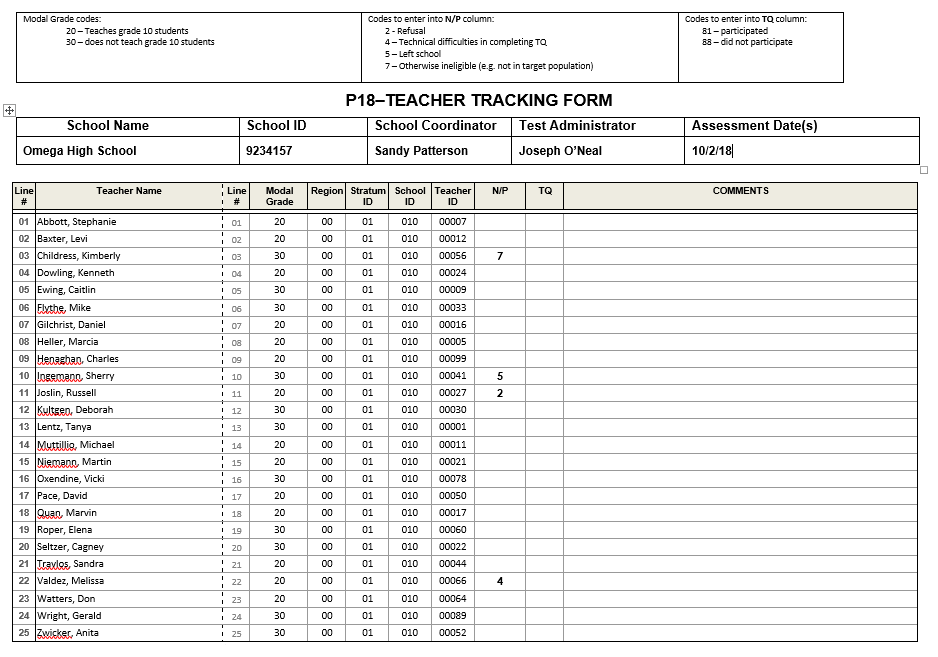 Modal Grade codes:
20 – Teaches grade 10 students
30 – does not teach grade 10 students
Codes to enter into N/P column:
2 - Refusal
4 – Technical difficulties in completing TQ
5 – Left school
7 – Otherwise ineligible (e.g. not in target population)
Codes to enter into TQ column:
81 – participated
88 – did not participate
P18–TEACHER TRACKING FORM
School Name School ID School Coordinator Test Administrator Assessment Date(s)
Omega High School 9234157 Sandy Patterson Joseph O’Neal 10/2/18
Line # Teacher Name Line # Modal Grade Region Stratum ID School ID Teacher ID N/P TQ COMMENTS
01 Abbott, Stephanie 01 20 00 01 010 00007
02 Baxter, Levi 02 20 00 01 010 00012
03 Childress, Kimberly 03 30 00 01 010 00056 7
04 Dowling, Kenneth 04 20 00 01 010 00024
05 Ewing, Caitlin 05 30 00 01 010 00009
06 Flythe, Mike 06 30 00 01 010 00033
07 Gilchrist, Daniel 07 20 00 01 010 00016
08 Heller, Marcia 08 20 00 01 010 00005
09 Henaghan, Charles 09 20 00 01 010 00099
10 Ingemann, Sherry 10 30 00 01 010 00041 5
11 Joslin, Russell 11 20 00 01 010 00027 2
12 Kultgen, Deborah 12 30 00 01 010 00030
13 Lentz, Tanya 13 30 00 01 010 00001
14 Muttillio, Michael 14 20 00 01 010 00011
15 Niemann, Martin 15 20 00 01 010 00021
16 Oxendine, Vicki 16 30 00 01 010 00078
17 Pace, David 17 20 00 01 010 00050
18 Quan, Marvin 18 20 00 01 010 00017
19 Roper, Elena 19 30 00 01 010 00060
20 Seltzer, Cagney 20 30 00 01 010 00022
21 Travlos, Sandra 21 20 00 01 010 00044
22 Valdez, Melissa 22 20 00 01 010 00066 4
23 Watters, Don 23 20 00 01 010 00064
24 Wright, Gerald 24 30 00 01 010 00089
25 Zwicker, Anita 25 30 00 01 010 00052